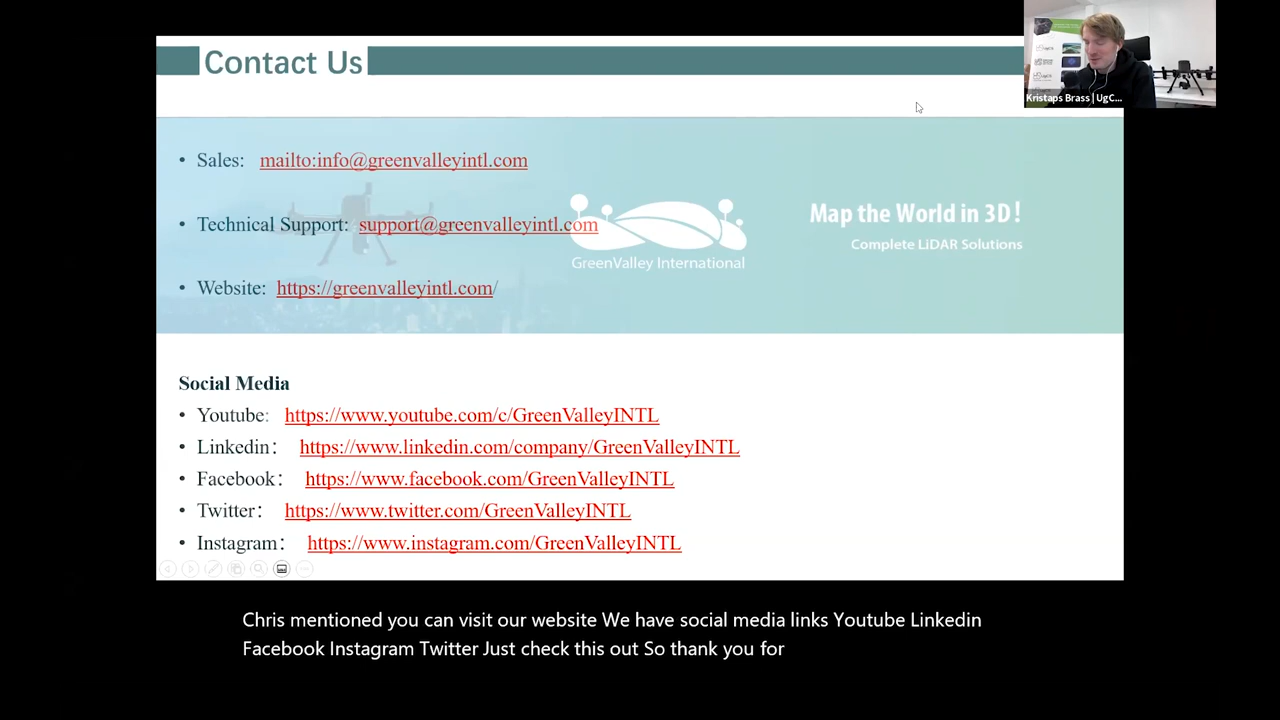 Contact Us
Kristaps Brass | UgC...
• Sales: mailto:info@greenvalleyintl.com
• Technical Support: support@greenvalleyintl.com
• Website: https://greenvalleyintl.com/
GreenValley International
Map the World in 3D!
Complete LiDAR Solutions
Social Media
• Youtube: https://www.youtube.com/c/GreenValleyINTL
• Linkedin: https://www.linkedin.com/company/GreenValleyINTL
• Facebook: https://www.facebook.com/GreenValleyINTL
• Twitter: https://www.twitter.com/GreenValleyINTL
• Instagram: https://www.instagram.com/GreenValleyINTL
Chris mentioned you can visit our website We have social media links Youtube Linkedin
Facebook Instagram Twitter Just check this out So thank you for